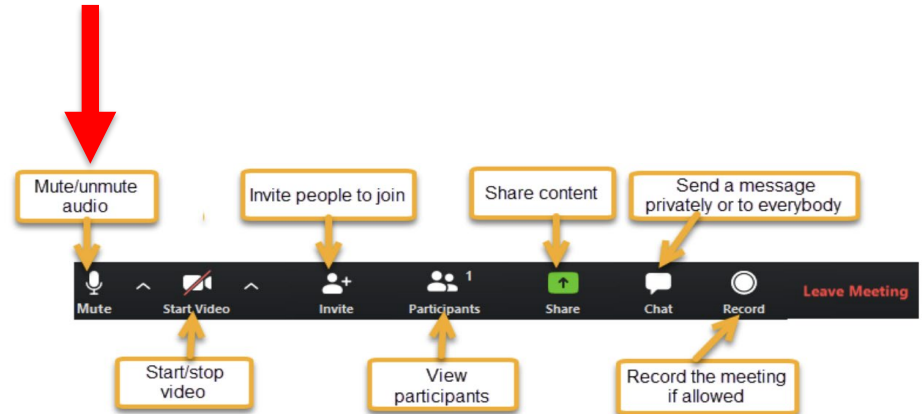 Mute/unmute
audio
Invite people to join
Share content
Send a message
privately or to everybody
1
Mute
Start Video
Invite
Participants
Share
Chat
Record
Leave Meeting
Start/stop
video
View
participants
Record the meeting
if allowed